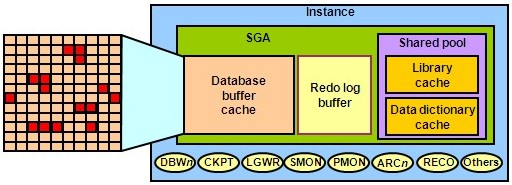 Instance
SGA
Shared pool
Database
buffer
cache
Redo log
buffer
Library
cache
Data dictionary
cache
DBWn
CKPT
LGWR
SMON
PMON
ARCn
RECO
Others